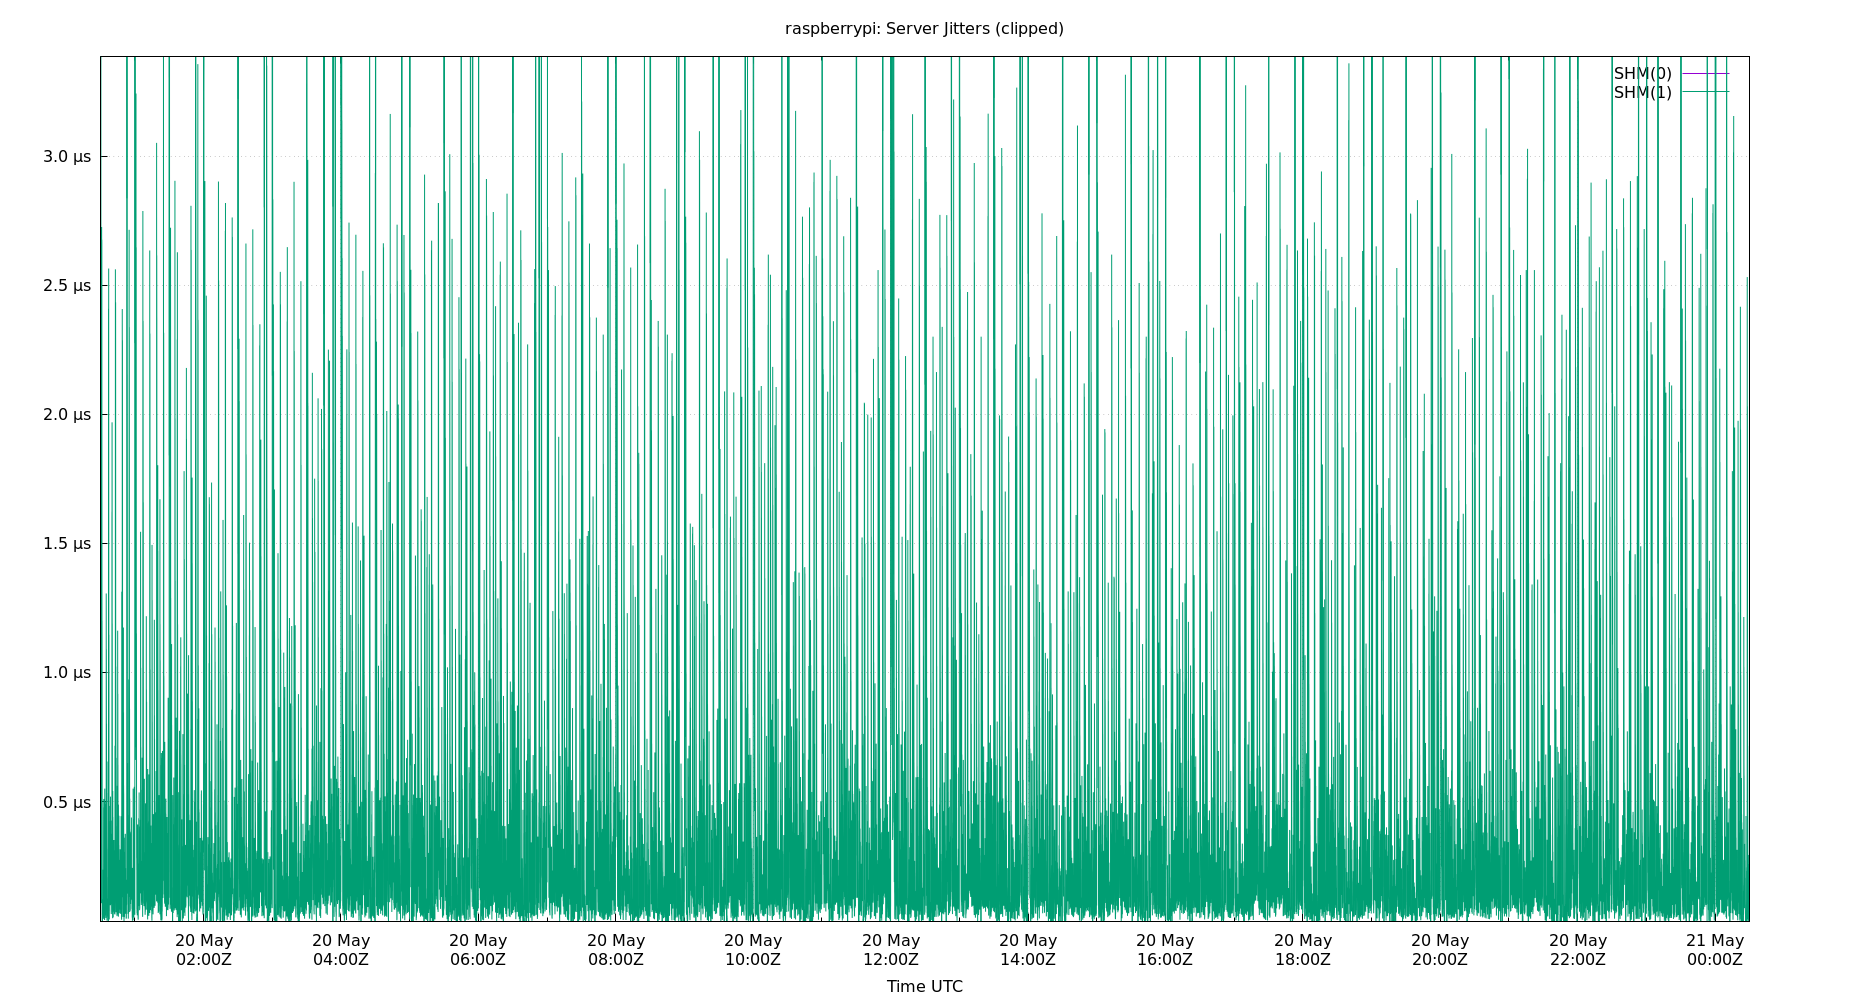 raspberrypi: Server Jitters (clipped)
SHM(0)
SHM(1)
3.0 µs
2.5 µs
2.0 µs
1.5 µs
1.0 µs
0.5 µs
20 May 20 May 20 May 20 May 20 May 20 May 20 May 20 May 20 May 20 May 20 May 21 May
02:00Z 04:00Z 06:00Z 08:00Z 10:00Z 12:00Z 14:00Z 16:00Z 18:00Z 20:00Z 22:00Z 00:00Z
Time UTC